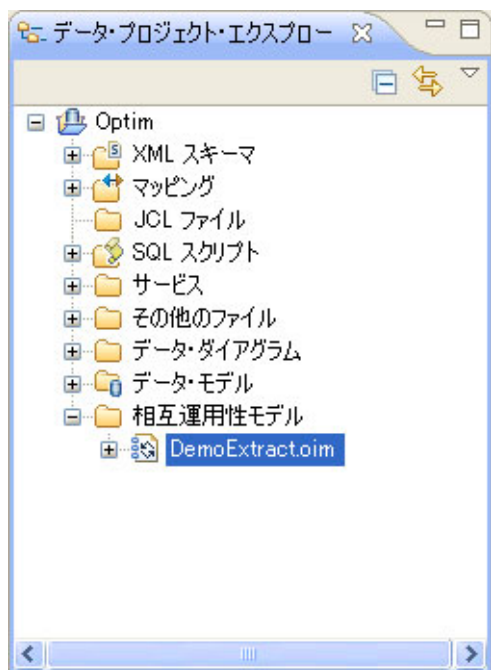 データ・プロジェクト・エクスプロー
Optim
XML スキーマ
マッピング
JCL ファイル
SQL スクリプト
サービス
その他のファイル
データ・ダイアグラム
データ・モデル
相互運用性モデル
DemoExtract.oim